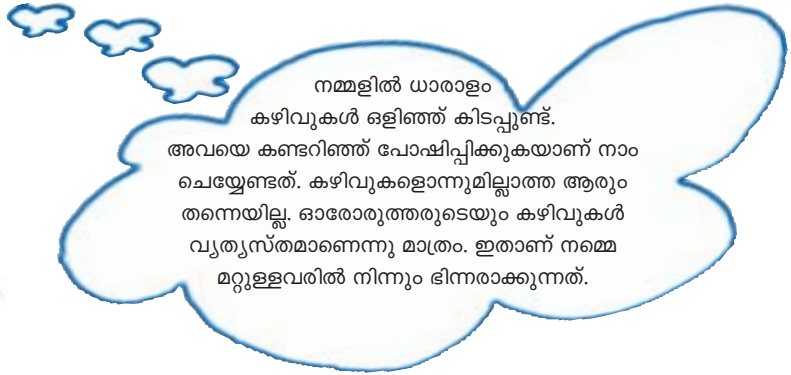 നമ്മളിൽ ധാരാളം
കഴിവുകൾ ഒളിഞ്ഞ് കിടപ്പുണ്ട്.
അവയെ കണ്ടറിഞ്ഞ് പോഷിപ്പിക്കുകയാണ് നാം
ചെയ്യേണ്ടത്. കഴിവുകളൊന്നുമില്ലാത്ത ആരും
തന്നെയില്ല. ഓരോരുത്തരുടെയും കഴിവുകൾ
വ്യത്യസ്തമാണെന്നു മാത്രം. ഇതാണ് നമ്മെ
മറ്റുള്ളവരിൽ നിന്നും ഭിന്നരാക്കുന്നത്.